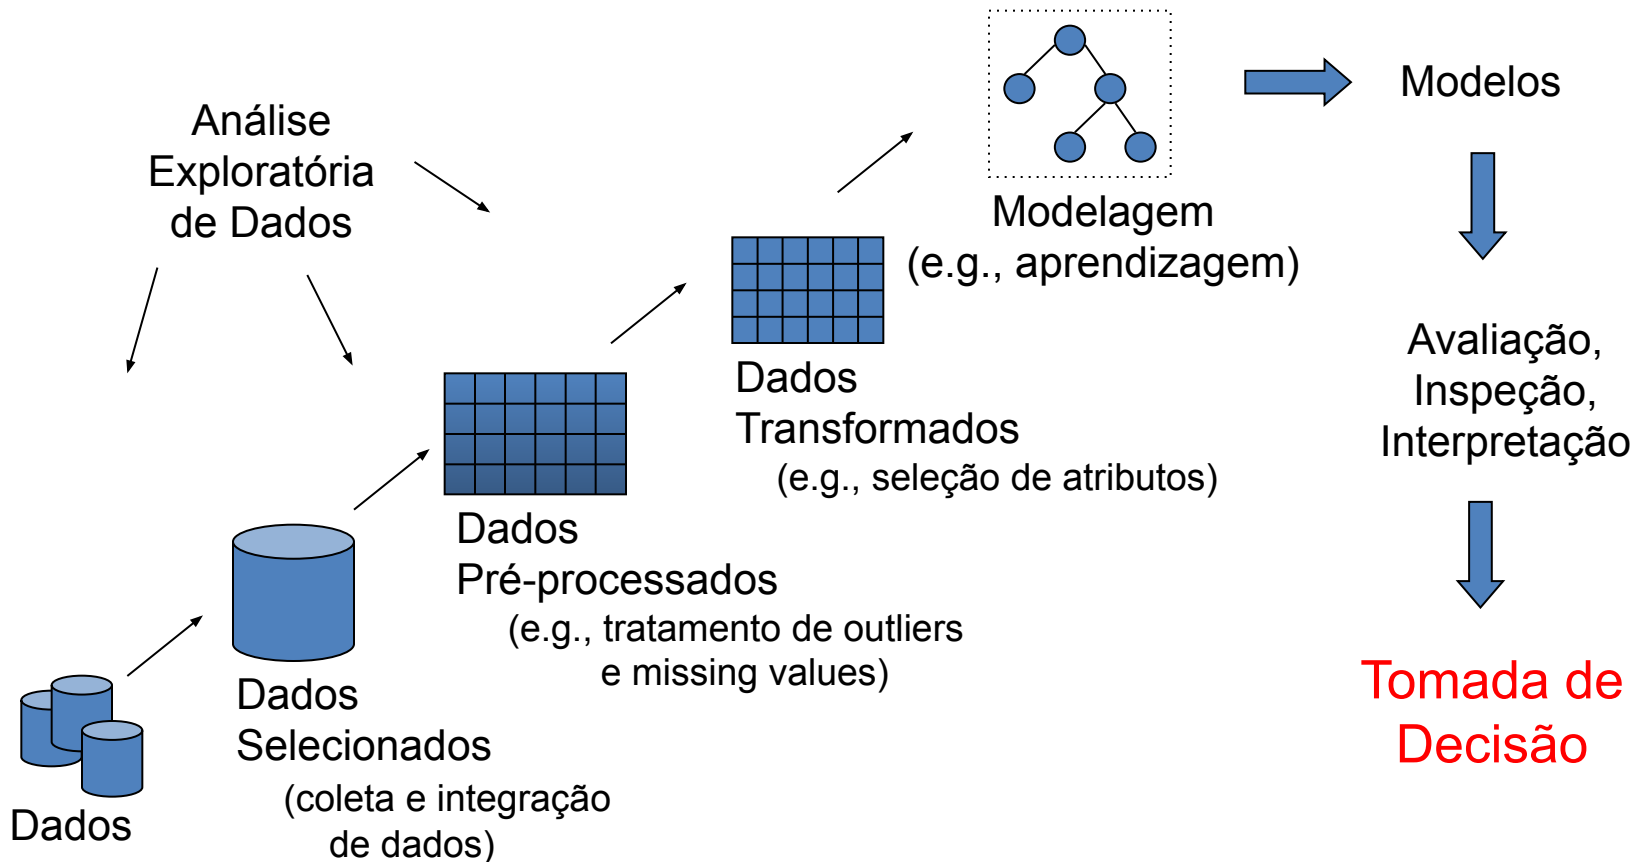 Análise
Exploratória
de Dados
Modelagem
(e.g., aprendizagem)
Modelos
Avaliação,
Inspeção,
Interpretação
Tomada de
Decisão
Dados
Transformados
(e.g., seleção de atributos)
Dados
Pré-processados
(e.g., tratamento de outliers
e missing values)
Dados
Selecionados
(coleta e integração
de dados)
Dados